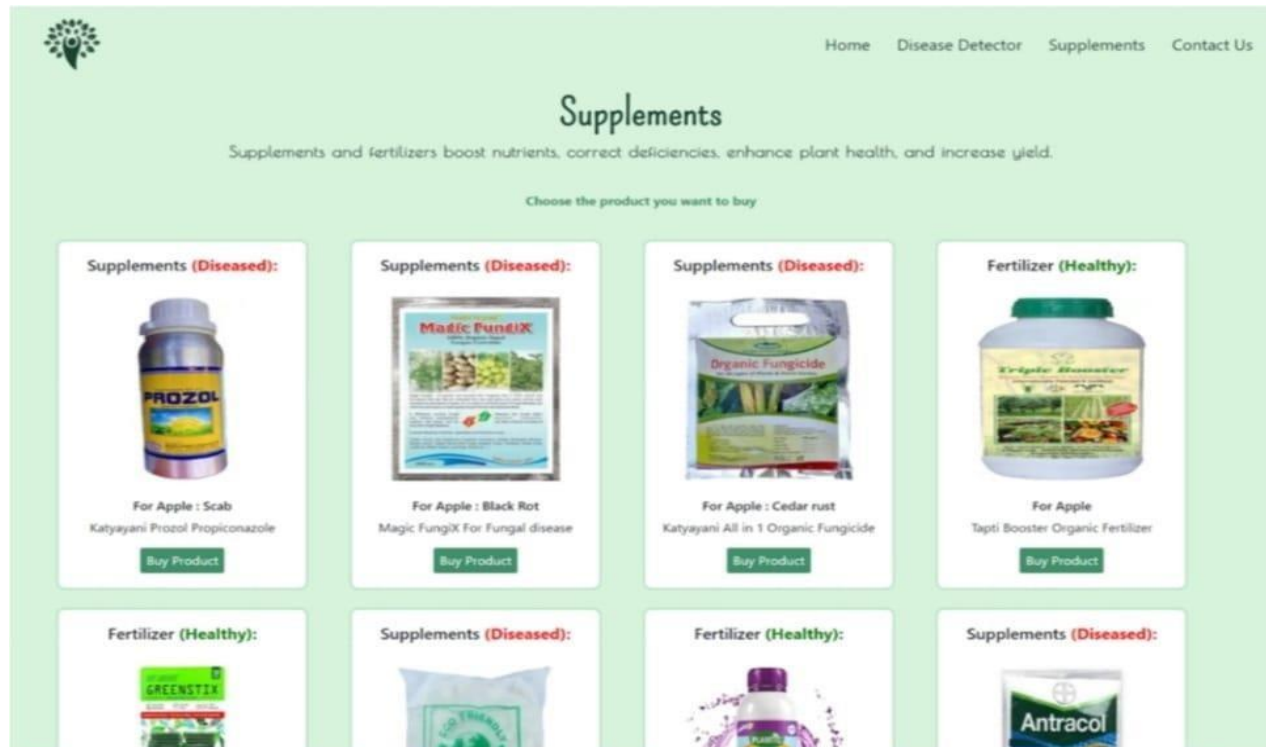 Home Disease Detector Supplements Contact Us
Supplements
Supplements and fertilizers boost nutrients, correct deficiencies, enhance plant health, and increase yield.
Choose the product you want to buy
Supplements (Diseased):
PROZOL
For Apple : Scab
Katyayani Prozol Propiconazole
Buy Product
Supplements (Diseased):
Magic FungiX
For Apple : Black Rot
Magic FungiX For Fungal disease
Buy Product
Supplements (Diseased):
Organic Fungicide
For Apple : Cedar rust
Katyayani All in 1 Organic Fungicide
Buy Product
Fertilizer (Healthy):
Triple Booster
For Apple
Tapti Booster Organic Fertilizer
Buy Product
Fertilizer (Healthy):
GREENSTIX
Supplements (Diseased):
ECO FRIENDLY
Fertilizer (Healthy):
Supplements (Diseased):
Antracol